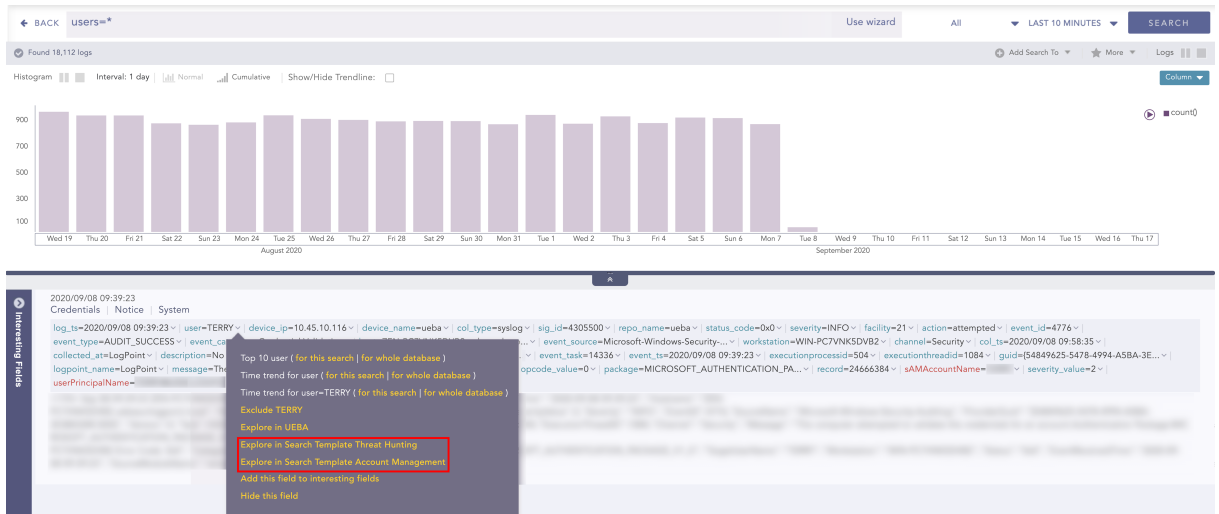 BACK users=* Use wizard All LAST 10 MINUTES SEARCH
Found 18,112 logs Add Search To More Logs
Histogram Interval: 1 day Normal Cumulative Show/Hide Trendline: Column
count()
900
700
500
300
100
Wed 19 Thu 20 Fri 21 Sat 22 Sun 23 Mon 24 Tue 25 Wed 26 Thu 27 Fri 28 Sat 29 Sun 30 Mon 31 Tue 1 Wed 2 Thu 3 Fri 4 Sat 5 Sun 6 Mon 7 Tue 8 Wed 9 Thu 10 Fri 11 Sat 12 Sun 13 Mon 14 Tue 15 Wed 16 Thu 17
August 2020 September 2020
Interesting Fields
2020/09/08 09:39:23
Credentials | Notice | System
log_ts=2020/09/08 09:39:23 | user=TERRY | device_ip=10.45.10.116 | device_name=ueba | col_type=syslog | sig_id=4305500 | repo_name=ueba | status_code=0x0 | severity=INFO | facility=21 | action=attempted | event_id=4776 |
event_type=AUDIT_SUCCESS | event_ca o... | event_source=Microsoft-Windows-Security-... | workstation=WIN-PC7VNK5DVB2 | channel=Security | col_ts=2020/09/08 09:58:35 |
collected_at=LogPoint | description=No | event_task=14336 | event_ts=2020/09/08 09:39:23 | executionprocessid=504 | executionthreadid=1084 | guid={54849625-5478-4994-A5BA-3E... |
logpoint_name=LogPoint | message=The opcode_value=0 | package=MICROSOFT_AUTHENTICATION_PA... | record=24666384 | sAMAccountName= | severity_value=2 |
userPrincipalName=
Top 10 user ( for this search | for whole database )
Time trend for user ( for this search | for whole database )
Time trend for user=TERRY ( for this search | for whole database )
Exclude TERRY
Explore in UEBA
Explore in Search Template Threat Hunting
Explore in Search Template Account Management
Add this field to interesting fields
Hide this field